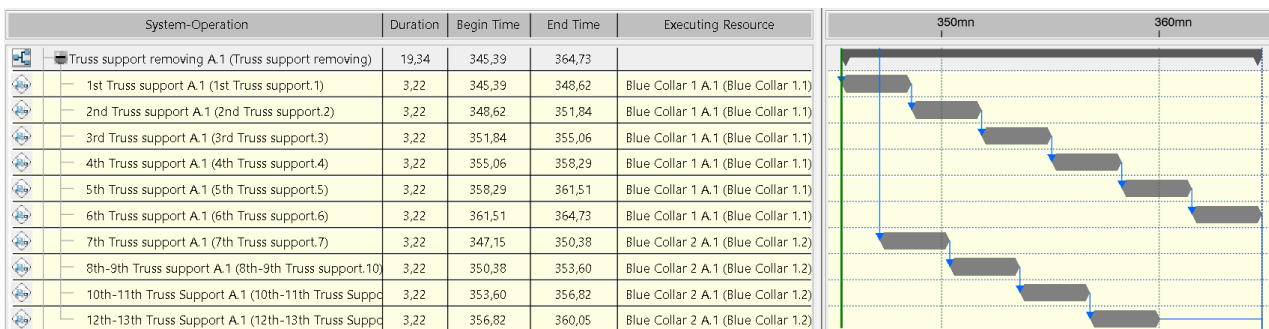 System-Operation Duration Begin Time End Time Executing Resource 350mn 360mn
Truss support removing A.1 (Truss support removing) 19,34 345,39 364,73
1st Truss support A.1 (1st Truss support.1) 3,22 345,39 348,62 Blue Collar 1 A.1 (Blue Collar 1.1)
2nd Truss support A.1 (2nd Truss support.2) 3,22 348,62 351,84 Blue Collar 1 A.1 (Blue Collar 1.1)
3rd Truss support A.1 (3rd Truss support.3) 3,22 351,84 355,06 Blue Collar 1 A.1 (Blue Collar 1.1)
4th Truss support A.1 (4th Truss support.4) 3,22 355,06 358,29 Blue Collar 1 A.1 (Blue Collar 1.1)
5th Truss support A.1 (5th Truss support.5) 3,22 358,29 361,51 Blue Collar 1 A.1 (Blue Collar 1.1)
6th Truss support A.1 (6th Truss support.6) 3,22 361,51 364,73 Blue Collar 1 A.1 (Blue Collar 1.1)
7th Truss support A.1 (7th Truss support.7) 3,22 347,15 350,38 Blue Collar 2 A.1 (Blue Collar 1.2)
8th-9th Truss support A.1 (8th-9th Truss support.10) 3,22 350,38 353,60 Blue Collar 2 A.1 (Blue Collar 1.2)
10th-11th Truss Support A.1 (10th-11th Truss Suppo 3,22 353,60 356,82 Blue Collar 2 A.1 (Blue Collar 1.2)
12th-13th Truss Support A.1 (12th-13th Truss Suppo 3,22 356,82 360,05 Blue Collar 2 A.1 (Blue Collar 1.2)